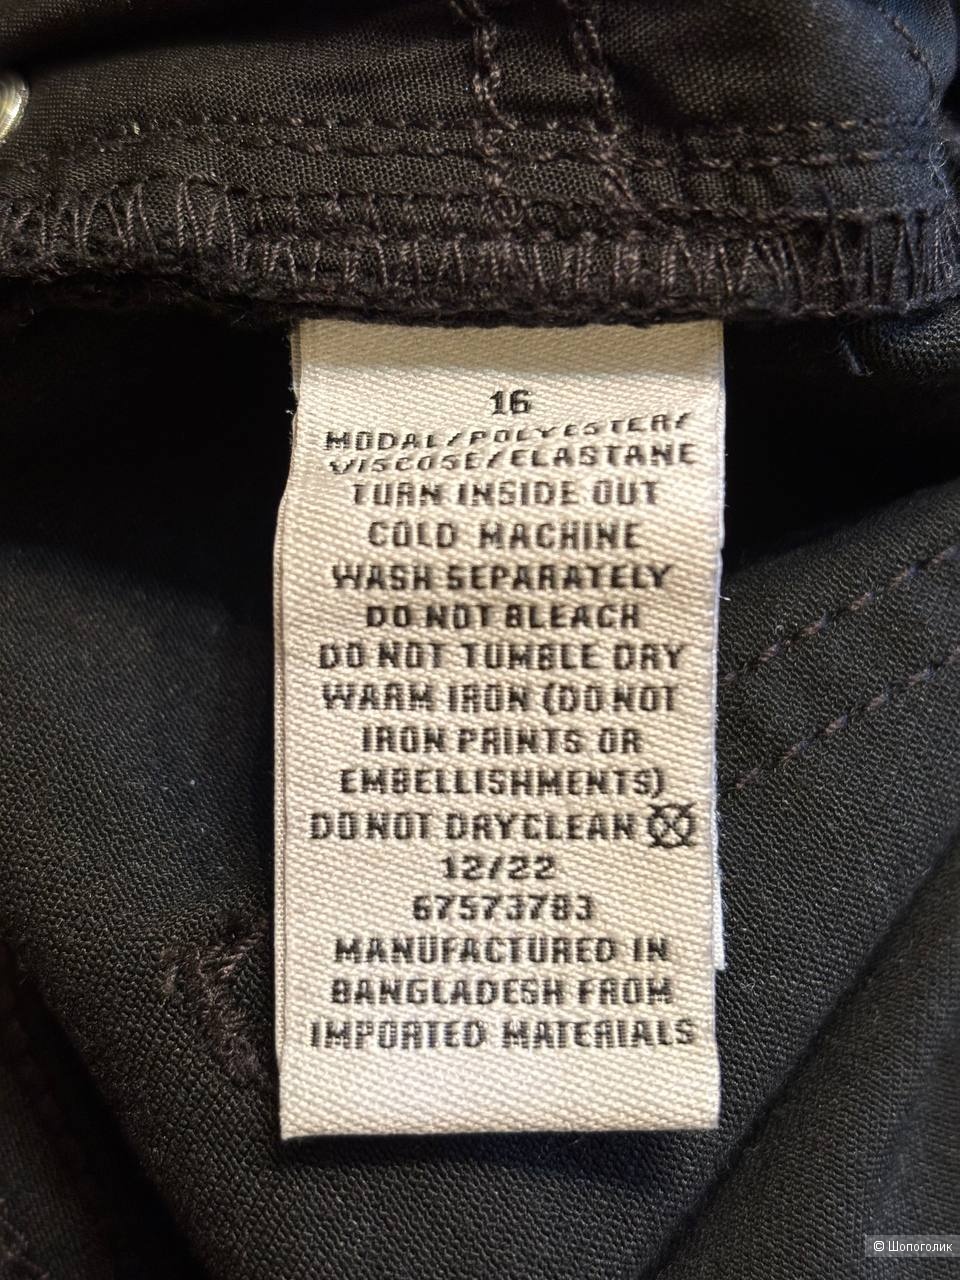 16
MODAL/POLYESTER/
VISCOSE/ELASTANE
TURN INSIDE OUT
COLD MACHINE
WASH SEPARATELY
DO NOT BLEACH
DO NOT TUMBLE DRY
WARM IRON (DO NOT
IRON PRINTS OR
EMBELLISHMENTS)
DO NOT DRYCLEAN
12/22
67573783
MANUFACTURED IN
BANGLADESH FROM
IMPORTED MATERIALS
© Шопоголик